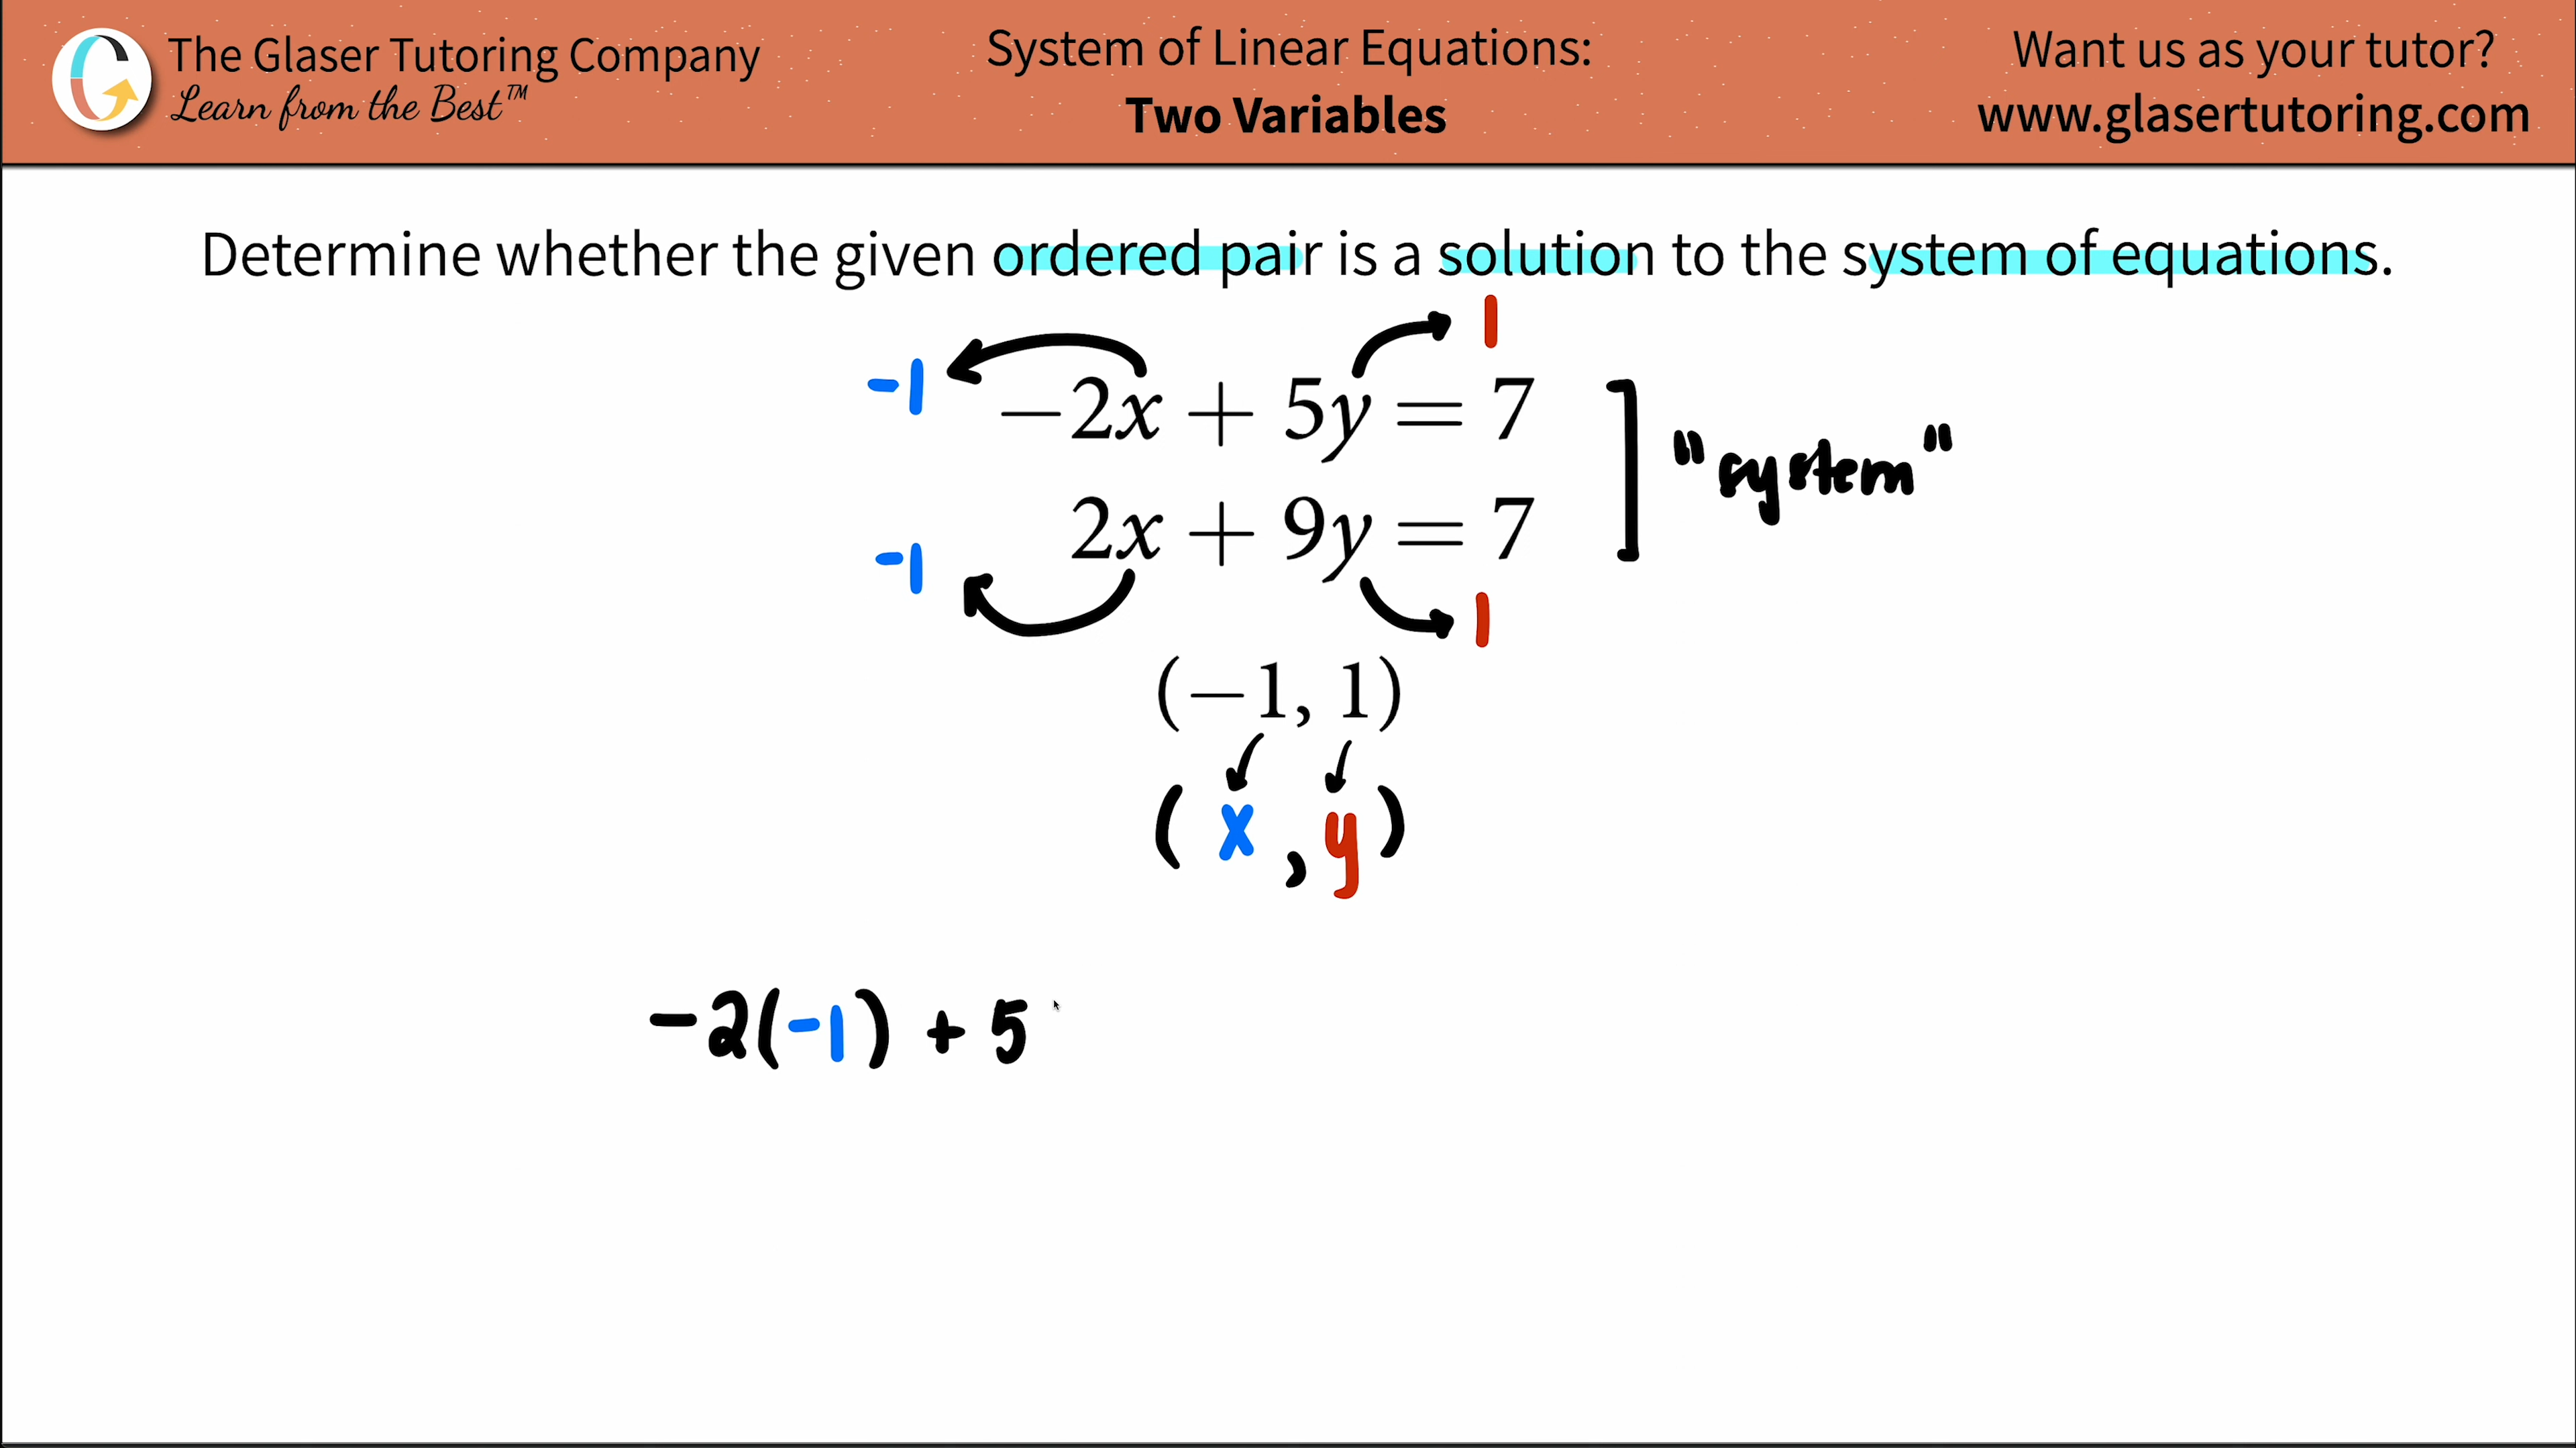 The Glaser Tutoring Company
Learn from the Best™
System of Linear Equations:
Two Variables
Want us as your tutor?
www.glasertutoring.com
Determine whether the given ordered pair is a solution to the system of equations.
1
-1
−2x + 5y = 7
"system"
2x + 9y = 7
-1
1
(−1, 1)
(x, y)
-2(-1) + 5